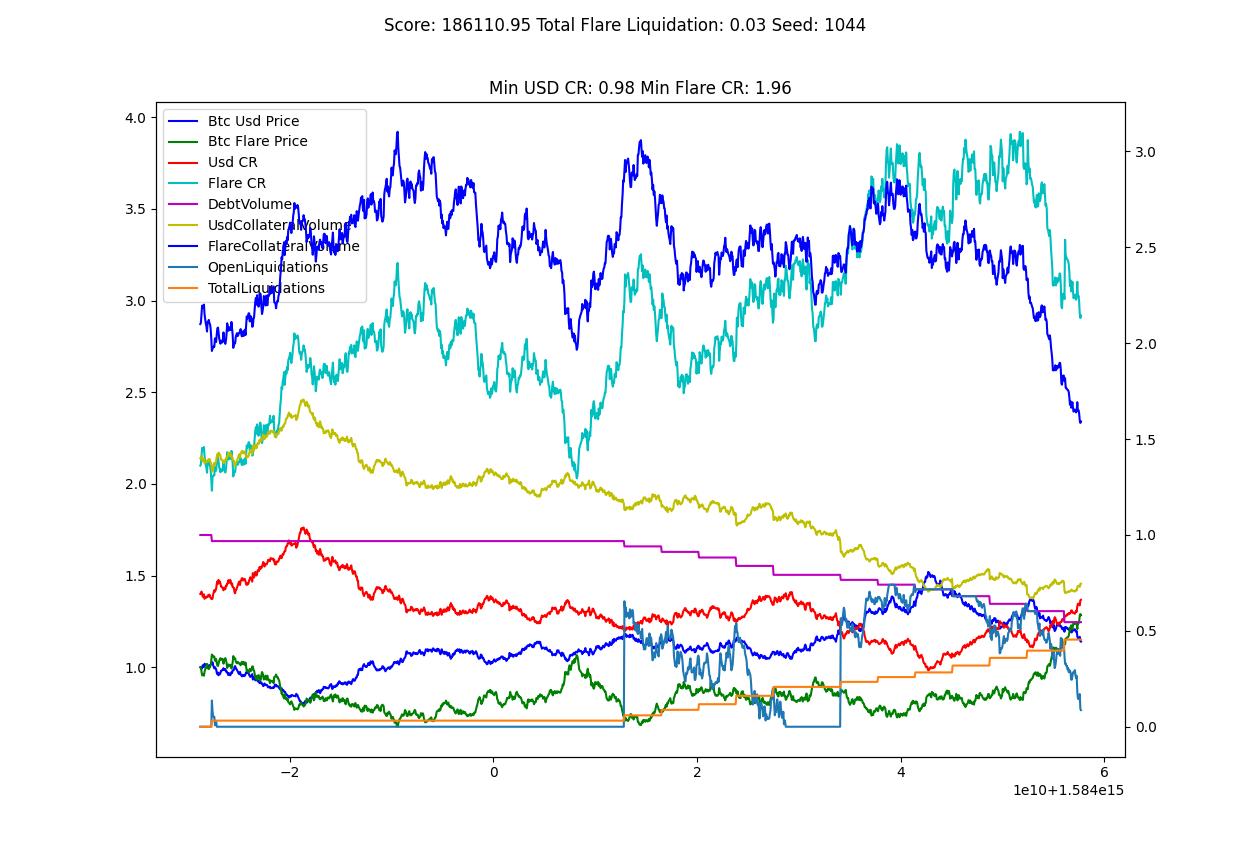 Score: 186110.95 Total Flare Liquidation: 0.03 Seed: 1044
Min USD CR: 0.98 Min Flare CR: 1.96
Btc Usd Price
Btc Flare Price
Usd CR
Flare CR
DebtVolume
UsdCollateralVolume
FlareCollateralVolume
OpenLiquidations
TotalLiquidations
4.0
3.5
3.0
2.5
2.0
1.5
1.0
3.0
2.5
2.0
1.5
1.0
0.5
0.0
−2 0 2 4 6
1e10+1.584e15